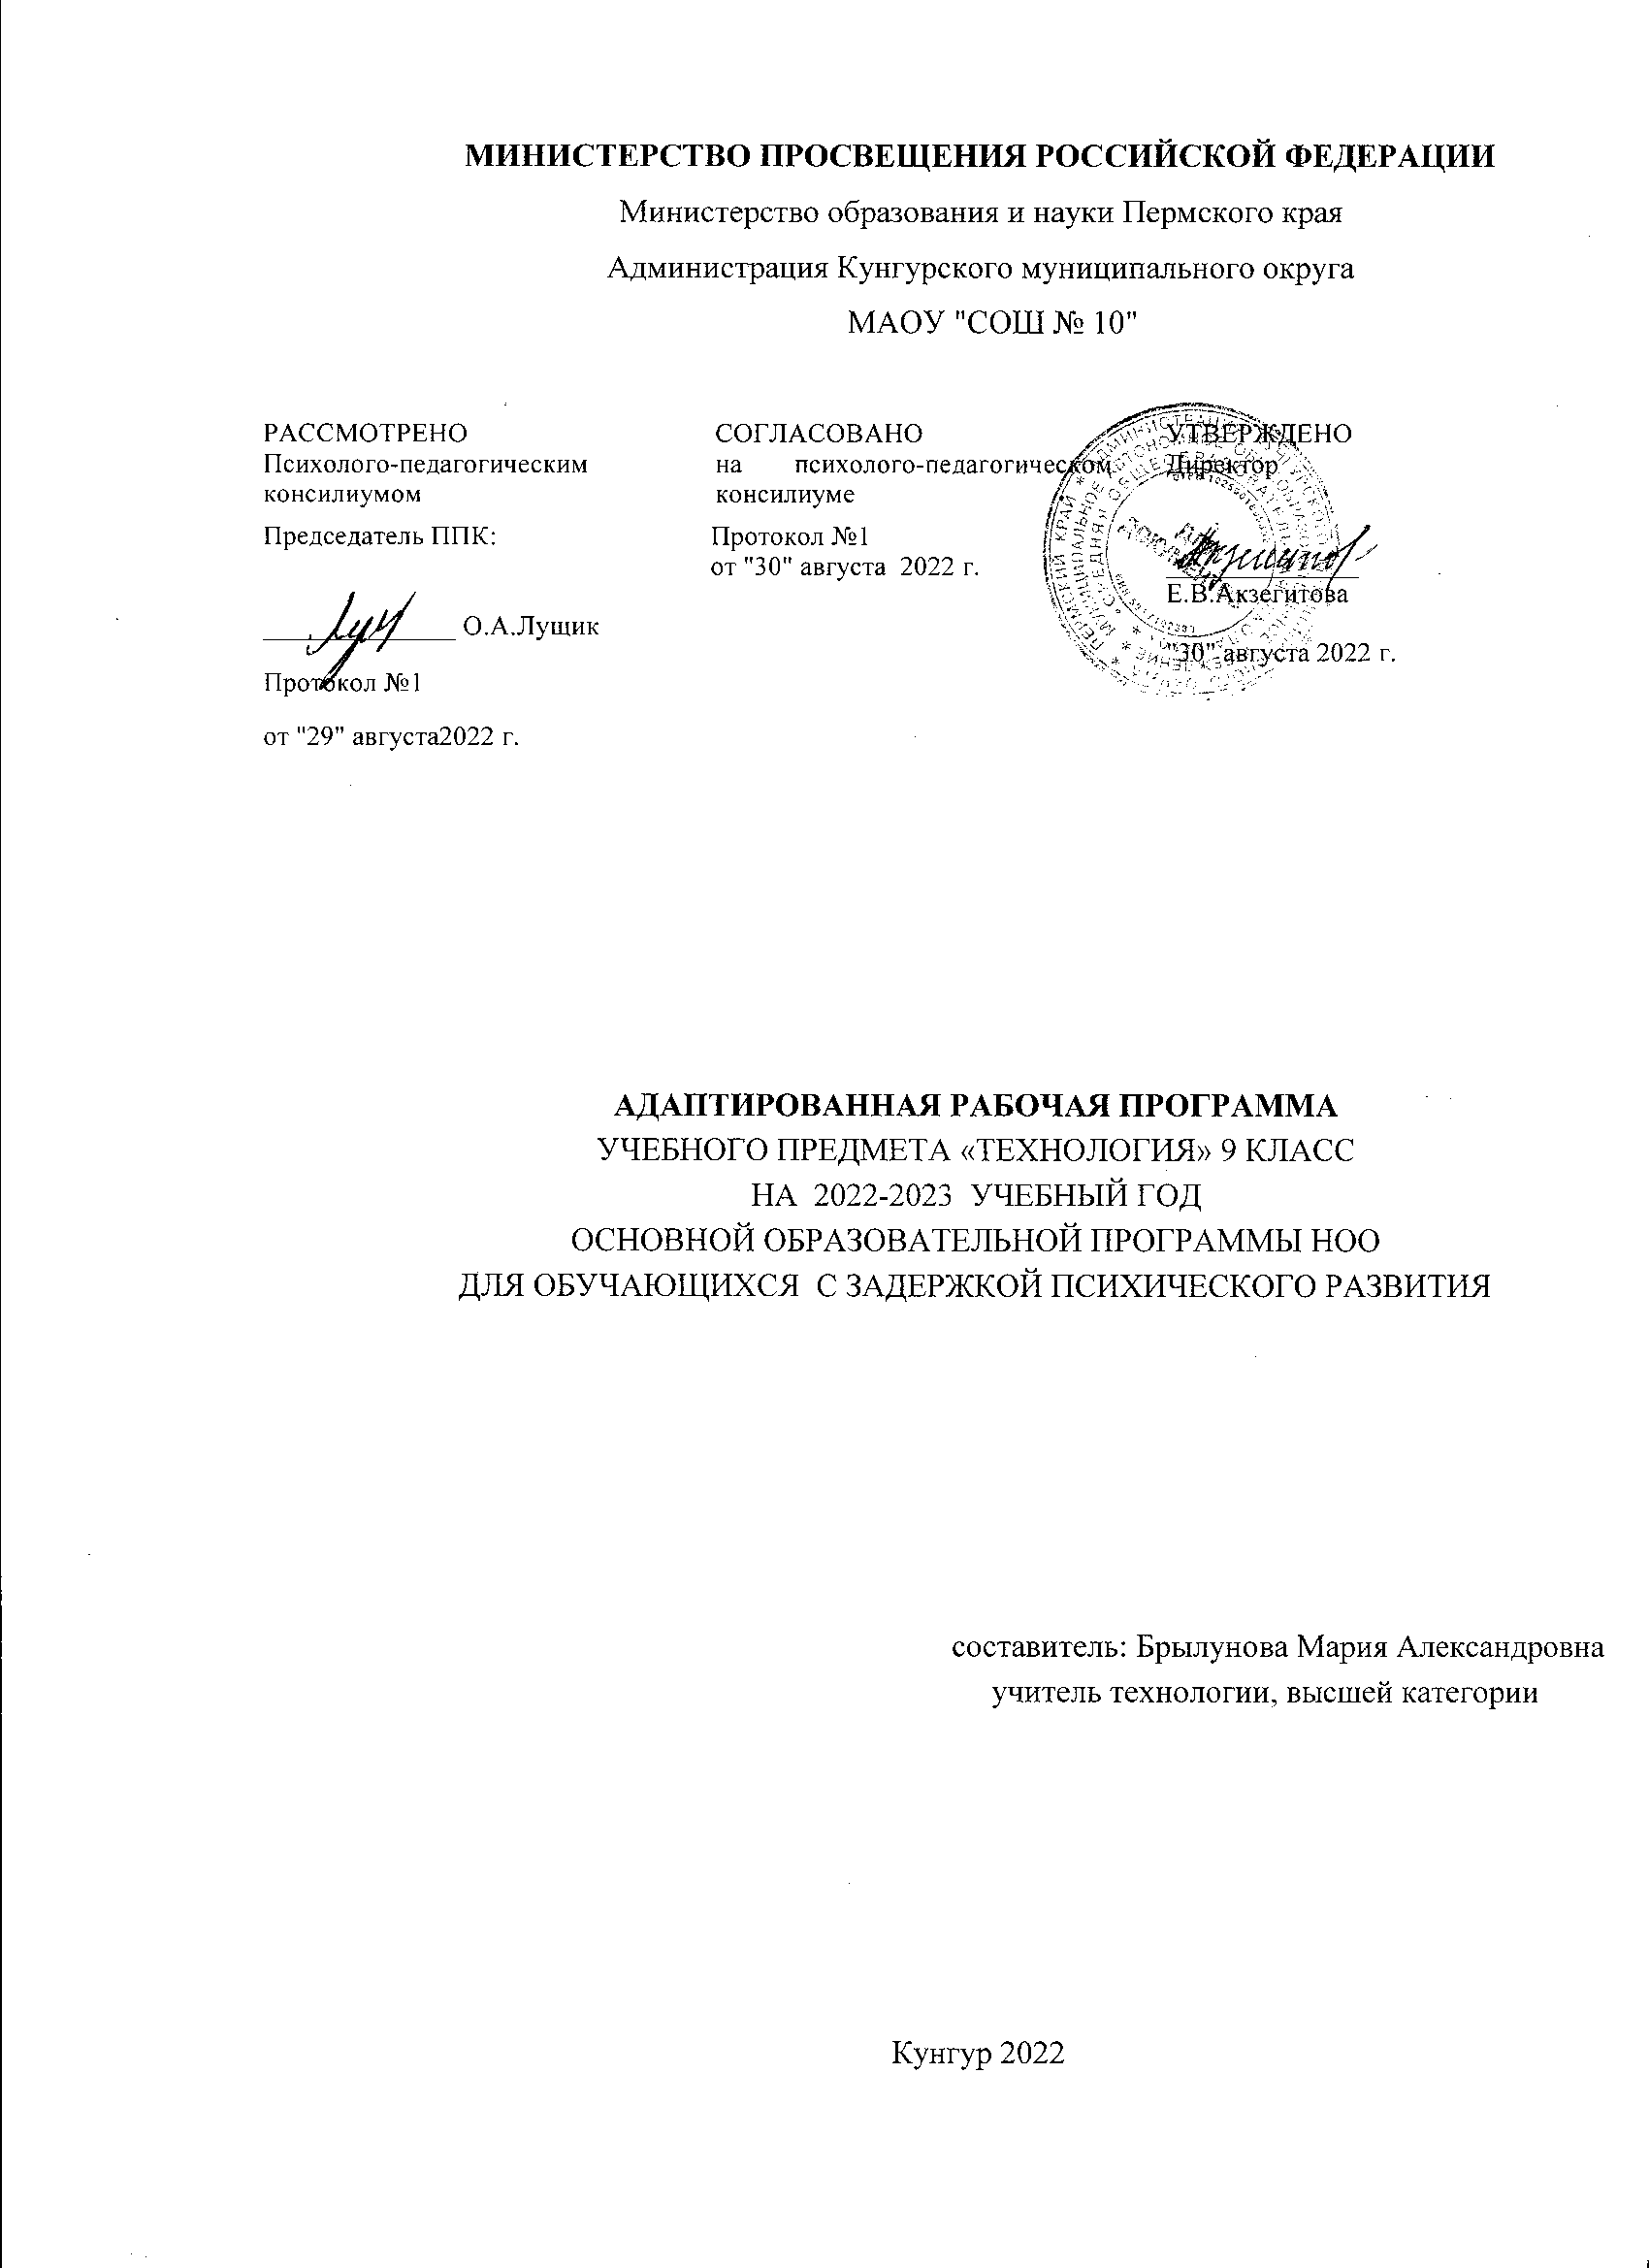 МИНИСТЕРСТВО ПРОСВЕЩЕНИЯ РОССИЙСКОЙ ФЕДЕРАЦИИ
Министерство образования и науки Пермского края
Администрация Кунгурского муниципального округа
МАОУ "СОШ № 10"
РАССМОТРЕНО
Психолого-педагогическим
консилиумом
Председатель ППК:
О.А.Лущик
Протокол №1
от "29" августа2022 г.
СОГЛАСОВАНО
на психолого-педагогическом
консилиуме
Протокол №1
от "30" августа 2022 г.
УТВЕРЖДЕНО
Директор
Е.В.Акзегитова
"30" августа 2022 г.
АДАПТИРОВАННАЯ РАБОЧАЯ ПРОГРАММА
УЧЕБНОГО ПРЕДМЕТА «ТЕХНОЛОГИЯ» 9 КЛАСС
НА 2022-2023 УЧЕБНЫЙ ГОД
ОСНОВНОЙ ОБРАЗОВАТЕЛЬНОЙ ПРОГРАММЫ НОО
ДЛЯ ОБУЧАЮЩИХСЯ С ЗАДЕРЖКОЙ ПСИХИЧЕСКОГО РАЗВИТИЯ
составитель: Брылунова Мария Александровна
учитель технологии, высшей категории
Кунгур 2022